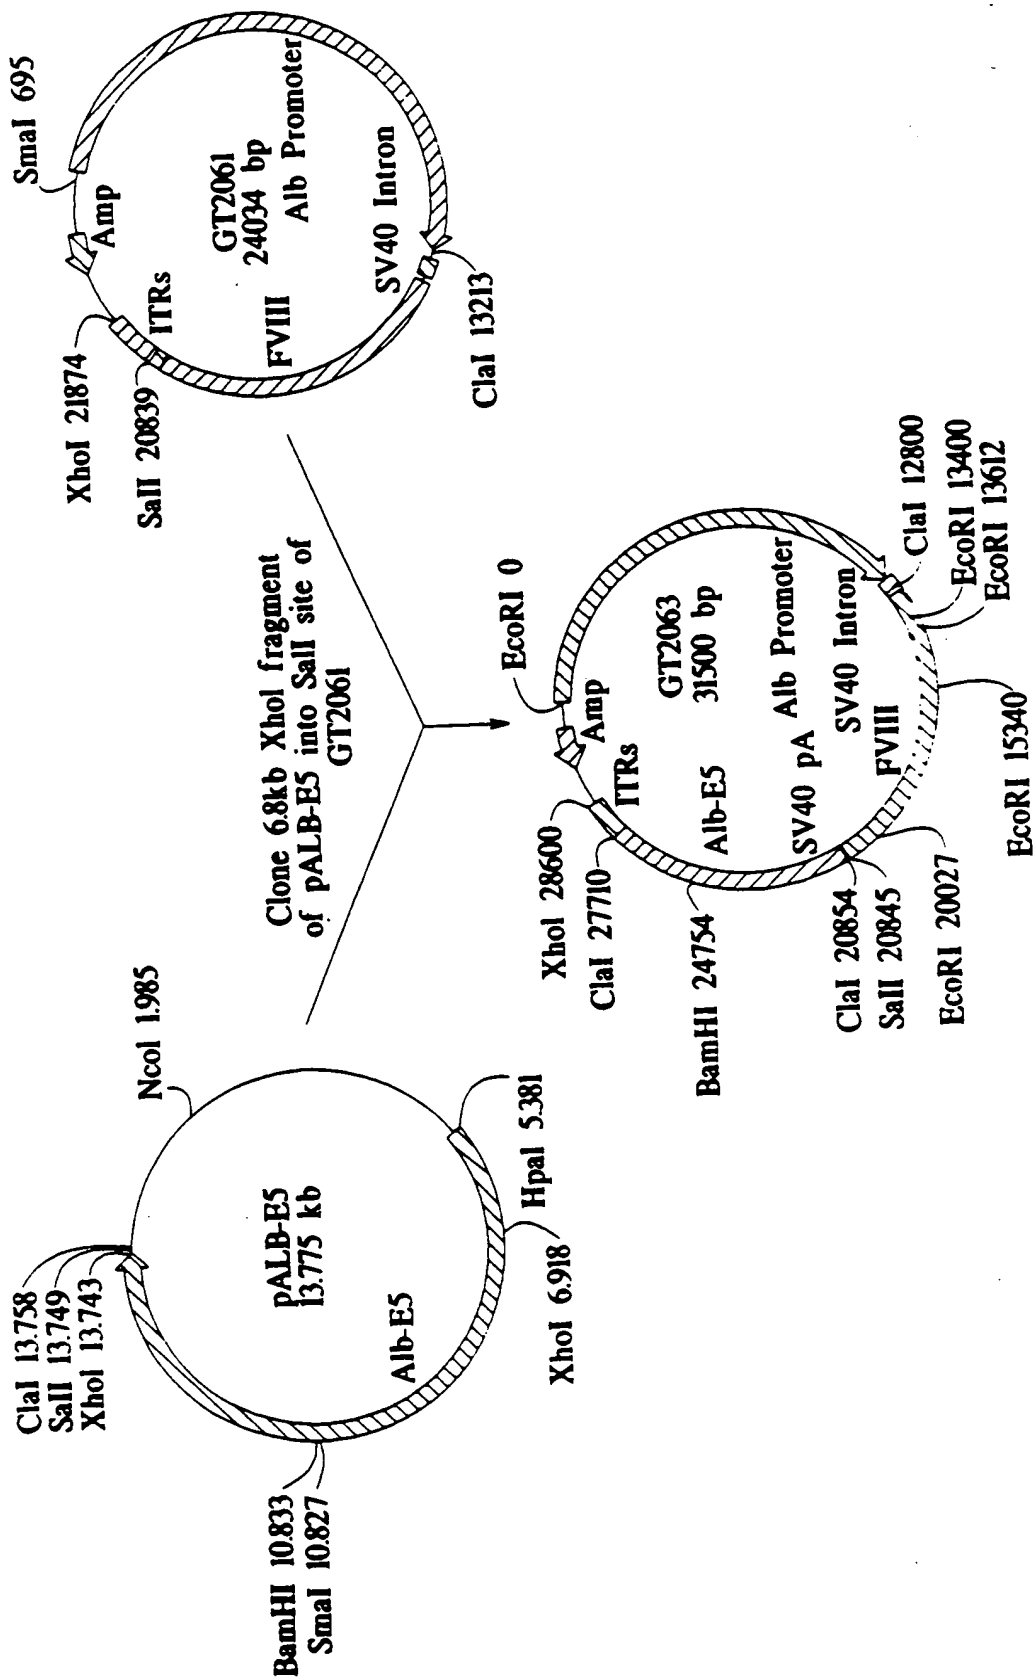 ClaI 13.758
SalI 13.749
XhoI 13.743
NcoI 1.985
BamHI 10.833
SmaI 10.827
pALB-E5
13.775 kb
Alb-E5
HpaI 5.381
XhoI 6.918
Clone 6.8kb XhoI fragment
of pALB-E5 into SalI site of
GT2061
SmaI 695
XhoI 21874
SalI 20839
Amp
ITRs
GT2061
24034 bp
FVIII
Alb Promoter
SV40 Intron
ClaI 13213
EcoRI 0
XhoI 28600
ClaI 27710
BamHI 24754
Amp
ITRs
GT2063
31500 bp
Alb-E5
Alb Promoter
SV40 pA
SV40 Intron
FVIII
ClaI 20854
SalI 20845
EcoRI 20027
ClaI 12800
EcoRI 13400
EcoRI 13612
EcoRI 15340